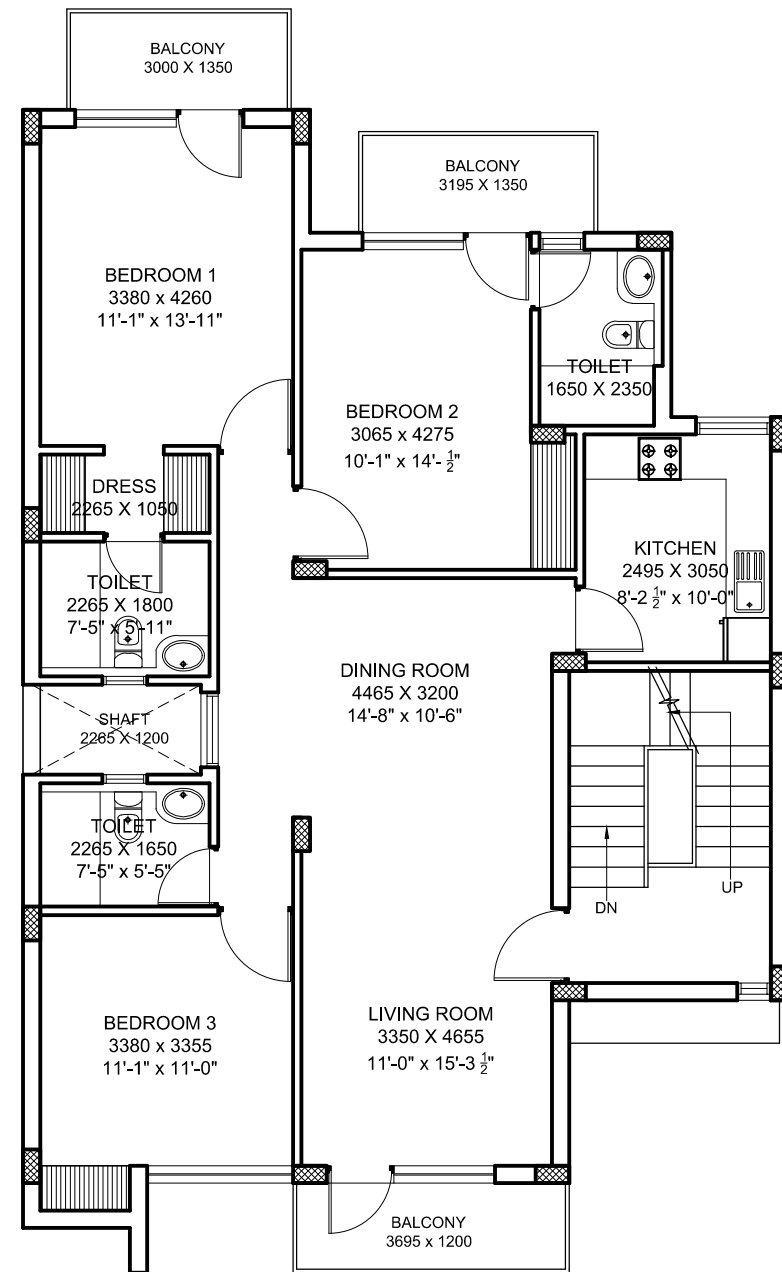 BALCONY
3000 X 1350
BALCONY
3195 X 1350
BEDROOM 1
3380 x 4260
11'-1" x 13'-11"
TOILET
1650 X 2350
BEDROOM 2
3065 x 4275
10'-1" x 14'- ½"
DRESS
2265 X 1050
KITCHEN
2495 X 3050
8'-2 ½" x 10'-0"
TOILET
2265 X 1800
7'-5" x 5'-11"
DINING ROOM
4465 X 3200
14'-8" x 10'-6"
SHAFT
2265 X 1200
TOILET
2265 X 1650
7'-5" x 5'-5"
UP
DN
LIVING ROOM
3350 X 4655
11'-0" x 15'-3 ½"
BEDROOM 3
3380 x 3355
11'-1" x 11'-0"
BALCONY
3695 x 1200